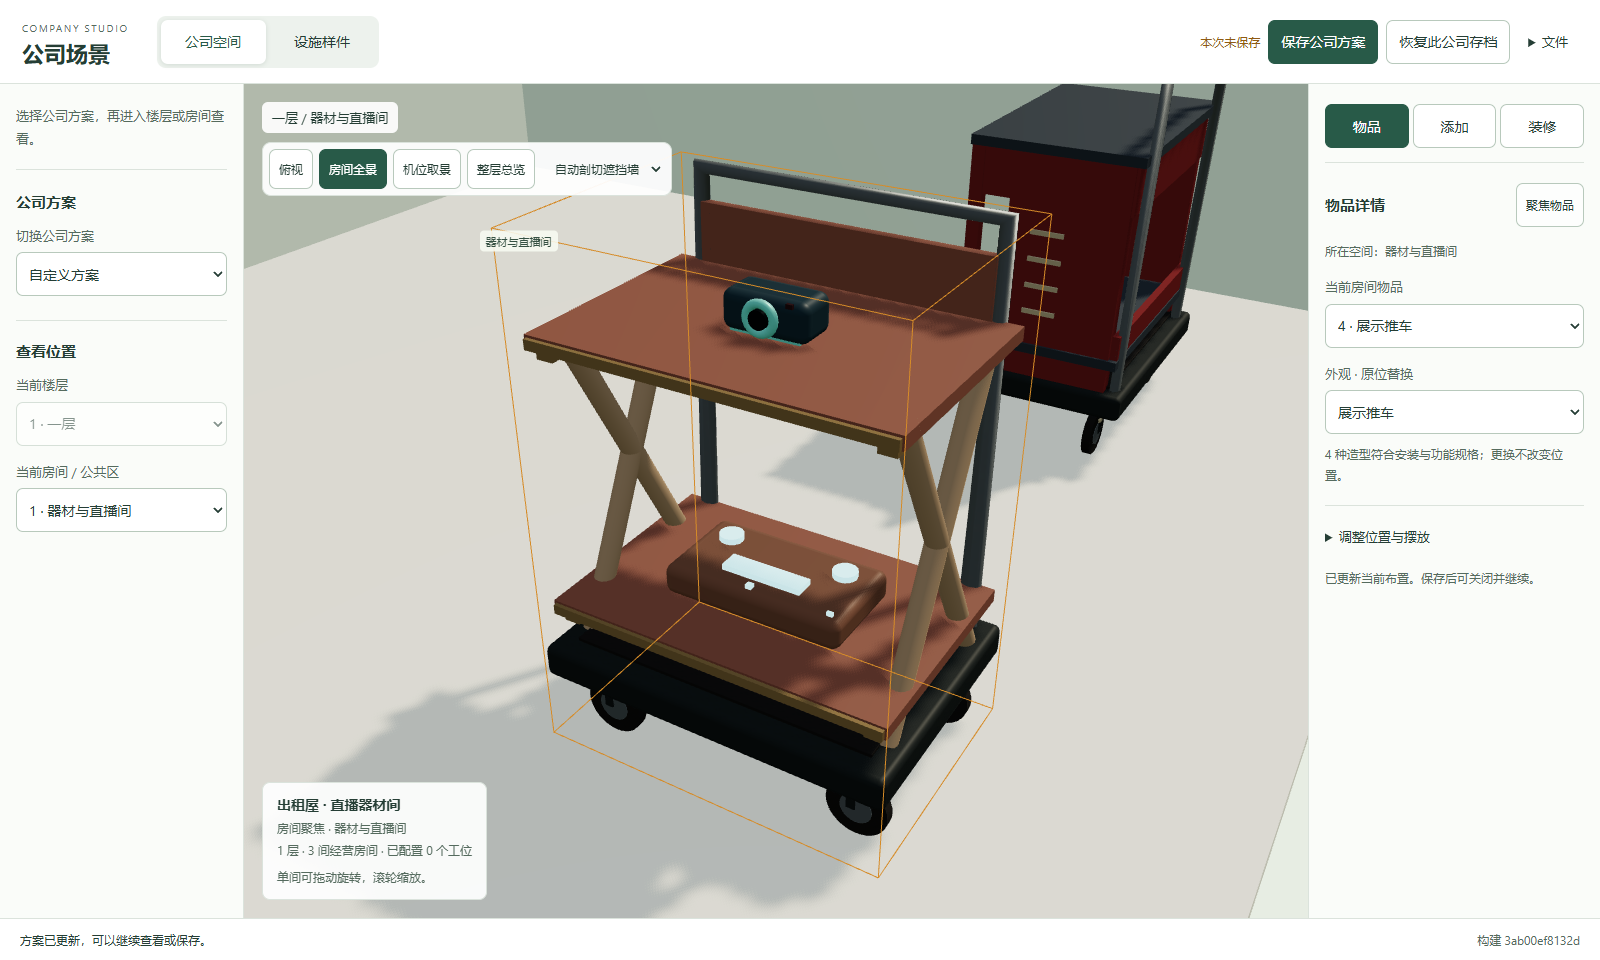 COMPANY STUDIO
公司场景
公司空间
设施样件
本次未保存
保存公司方案
恢复此公司存档
文件
选择公司方案，再进入楼层或房间查看。
公司方案
切换公司方案
自定义方案
查看位置
当前楼层
1 · 一层
当前房间 / 公共区
1 · 器材与直播间
一层 / 器材与直播间
俯视
房间全景
机位取景
整层总览
自动剖切遮挡墙
器材与直播间
出租屋 · 直播器材间
房间聚焦 · 器材与直播间
1 层 · 3 间经营房间 · 已配置 0 个工位
单间可拖动旋转，滚轮缩放。
物品
添加
装修
物品详情
聚焦物品
所在空间：器材与直播间
当前房间物品
4 · 展示推车
外观 · 原位替换
展示推车
4 种造型符合安装与功能规格；更换不改变位置。
调整位置与摆放
已更新当前布置。保存后可关闭并继续。
方案已更新，可以继续查看或保存。
构建 3ab00ef8132d